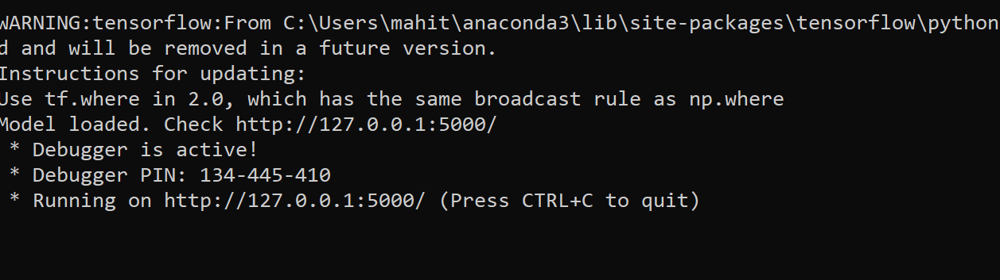 WARNING:tensorflow:From C:\Users\mahit\anaconda3\lib\site-packages\tensorflow\python
d and will be removed in a future version.
Instructions for updating:
Use tf.where in 2.0, which has the same broadcast rule as np.where
Model loaded. Check http://127.0.0.1:5000/
 * Debugger is active!
 * Debugger PIN: 134-445-410
 * Running on http://127.0.0.1:5000/ (Press CTRL+C to quit)